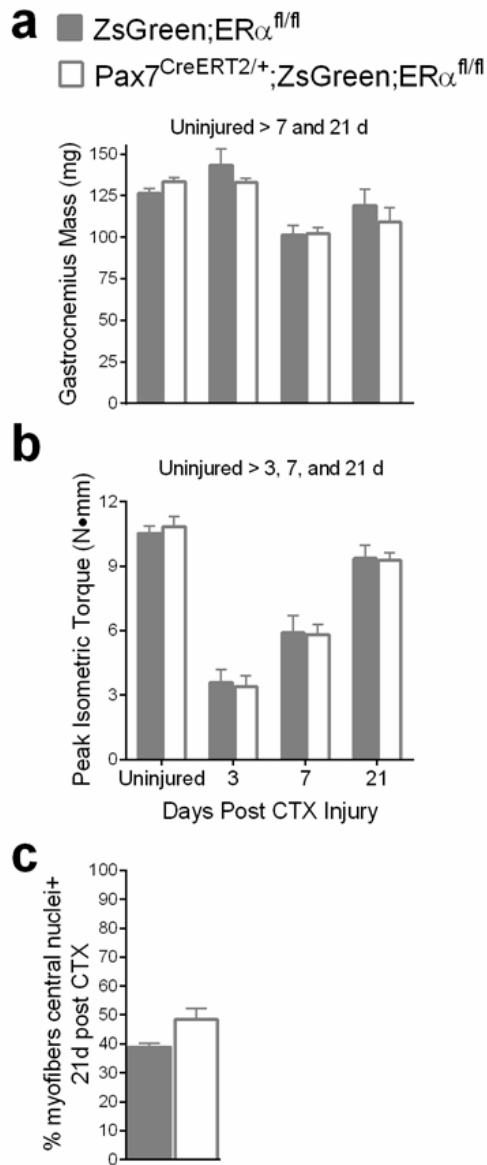 a ZsGreen;ERα^fl/fl
Pax7^CreERT2/+;ZsGreen;ERα^fl/fl
Uninjured > 7 and 21 d
Gastrocnemius Mass (mg)
150
125
100
75
50
25
0
b
Uninjured > 3, 7, and 21 d
Peak Isometric Torque (N•mm)
12
9
6
3
0
Uninjured 3 7 21
Days Post CTX Injury
c
% myofibers central nuclei+
21d post CTX
100
90
80
70
60
50
40
30
20
10
0